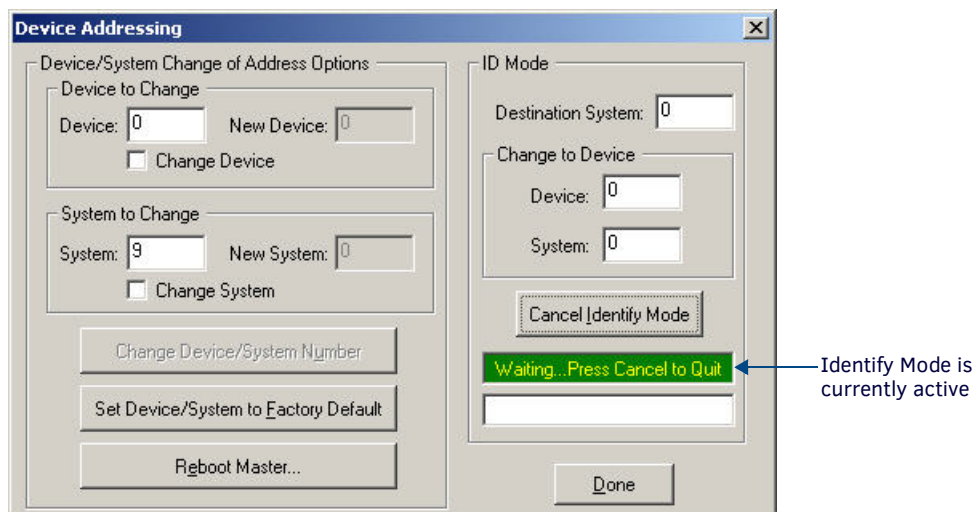 Device Addressing
Device/System Change of Address Options
Device to Change
Device: 0 New Device: 0
Change Device
System to Change
System: 9 New System: 0
Change System
Change Device/System Number
Set Device/System to Factory Default
Reboot Master...
ID Mode
Destination System: 0
Change to Device
Device: 0
System: 0
Cancel Identify Mode
Waiting...Press Cancel to Quit
Done
Identify Mode is
currently active